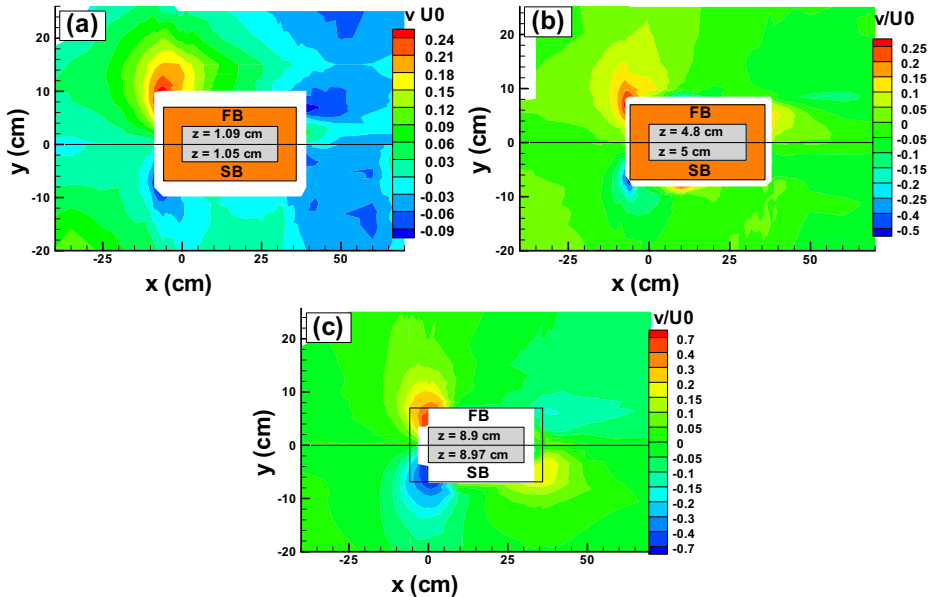 (a)
v U0
0.24
0.21
0.18
0.15
0.12
0.09
0.06
0.03
0
-0.03
-0.06
-0.09
20
10
0
-10
-20
y (cm)
FB
z = 1.09 cm
z = 1.05 cm
SB
-25
0
25
50
x (cm)
(b)
v/U0
0.25
0.2
0.15
0.1
0.05
0
-0.05
-0.1
-0.15
-0.2
-0.25
-0.4
-0.5
20
10
0
-10
-20
y (cm)
FB
z = 4.8 cm
z = 5 cm
SB
-25
0
25
50
x (cm)
(c)
v/U0
0.7
0.4
0.3
0.2
0.15
0.1
0.05
0
-0.05
-0.1
-0.15
-0.2
-0.3
-0.4
-0.7
20
10
0
-10
-20
y (cm)
FB
z = 8.9 cm
z = 8.97 cm
SB
-25
0
25
50
x (cm)